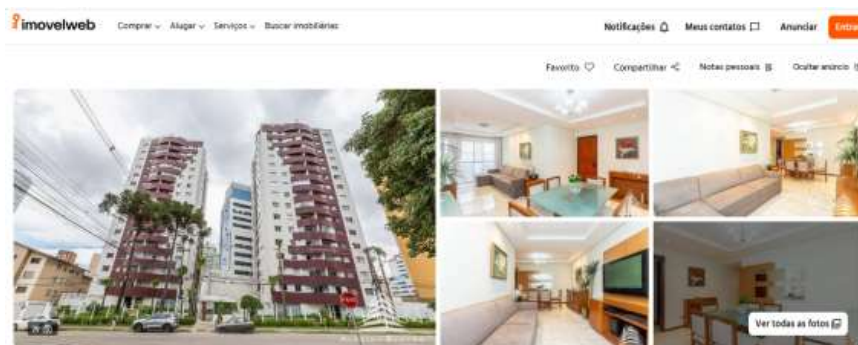 imovelweb Comprar Alugar Serviços Buscar imobiliárias Notificações Meus contatos Anunciar Entrar
Favorito Compartilhar Notas pessoais Ocultar anúncio
Ver todas as fotos